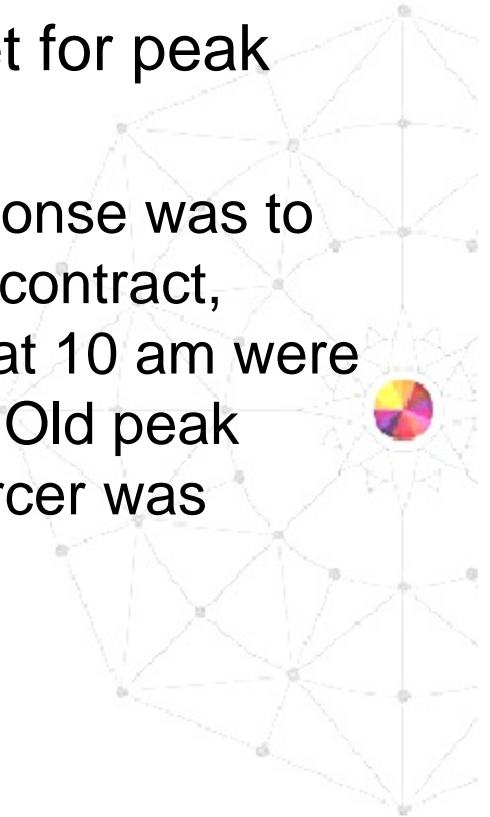 t for peak
onse was to
contract,
at 10 am were
Old peak
rcer was